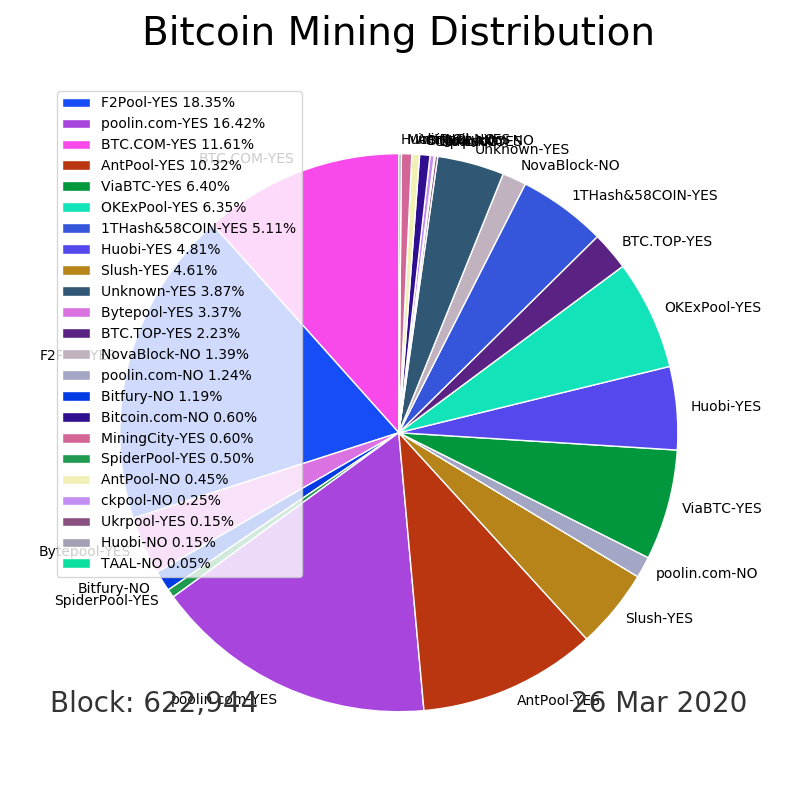 Bitcoin Mining Distribution
F2Pool-YES 18.35%
poolin.com-YES 16.42%
BTC.COM-YES 11.61%
AntPool-YES 10.32%
ViaBTC-YES 6.40%
OKExPool-YES 6.35%
1THash&58COIN-YES 5.11%
Huobi-YES 4.81%
Slush-YES 4.61%
Unknown-YES 3.87%
Bytepool-YES 3.37%
BTC.TOP-YES 2.23%
NovaBlock-NO 1.39%
poolin.com-NO 1.24%
Bitfury-NO 1.19%
Bitcoin.com-NO 0.60%
MiningCity-YES 0.60%
SpiderPool-YES 0.50%
AntPool-NO 0.45%
ckpool-NO 0.25%
Ukrpool-YES 0.15%
Huobi-NO 0.15%
TAAL-NO 0.05%
BTC.COM-YES
Unknown-YES
NovaBlock-NO
1THash&58COIN-YES
BTC.TOP-YES
OKExPool-YES
Huobi-YES
ViaBTC-YES
poolin.com-NO
Slush-YES
AntPool-YES
poolin.com-YES
SpiderPool-YES
Bitfury-NO
Bytepool-YES
Block: 622,944
26 Mar 2020